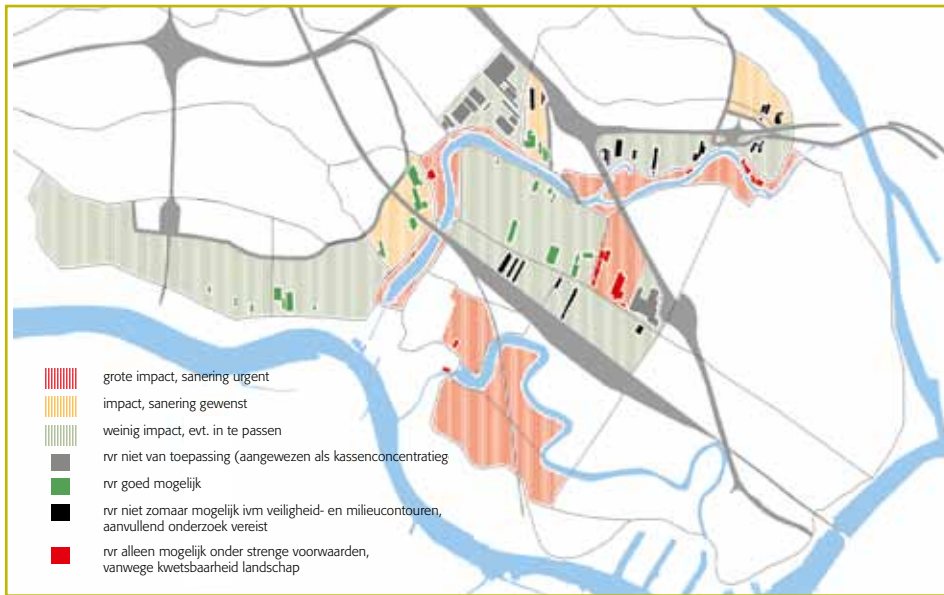 grote impact, sanering urgent
impact, sanering gewenst
weinig impact, evt. in te passen
rvr niet van toepassing (aangewezen als kassenconcentratieg
rvr goed mogelijk
rvr niet zomaar mogelijk ivm veiligheid- en milieucontouren,
aanvullend onderzoek vereist
rvr alleen mogelijk onder strenge voorwaarden,
vanwege kwetsbaarheid landschap